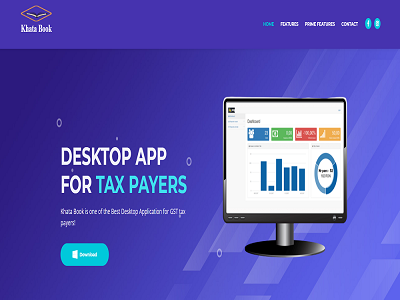 Khata Book
HOME FEATURES PRIME FEATURES CONTACT
DESKTOP APP
FOR TAX PAYERS
Khata Book is one of the Best Desktop Application for GST tax
payers!
Download
Dashboard